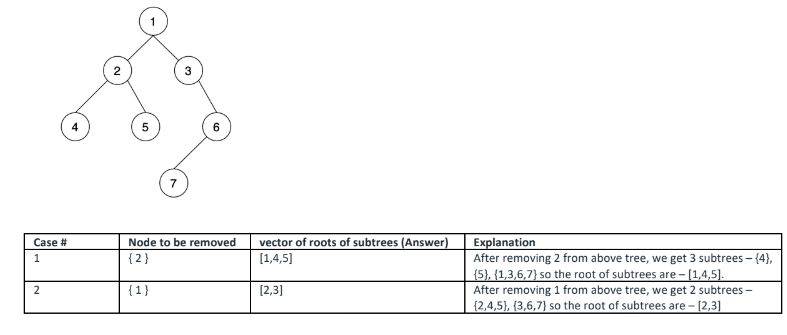 1
2 3
4 5 6
7
Case # Node to be removed vector of roots of subtrees (Answer) Explanation
1 { 2 } [1,4,5] After removing 2 from above tree, we get 3 subtrees – {4},
{5}, {1,3,6,7} so the root of subtrees are – [1,4,5].
2 { 1 } [2,3] After removing 1 from above tree, we get 2 subtrees –
{2,4,5}, {3,6,7} so the root of subtrees are – [2,3]